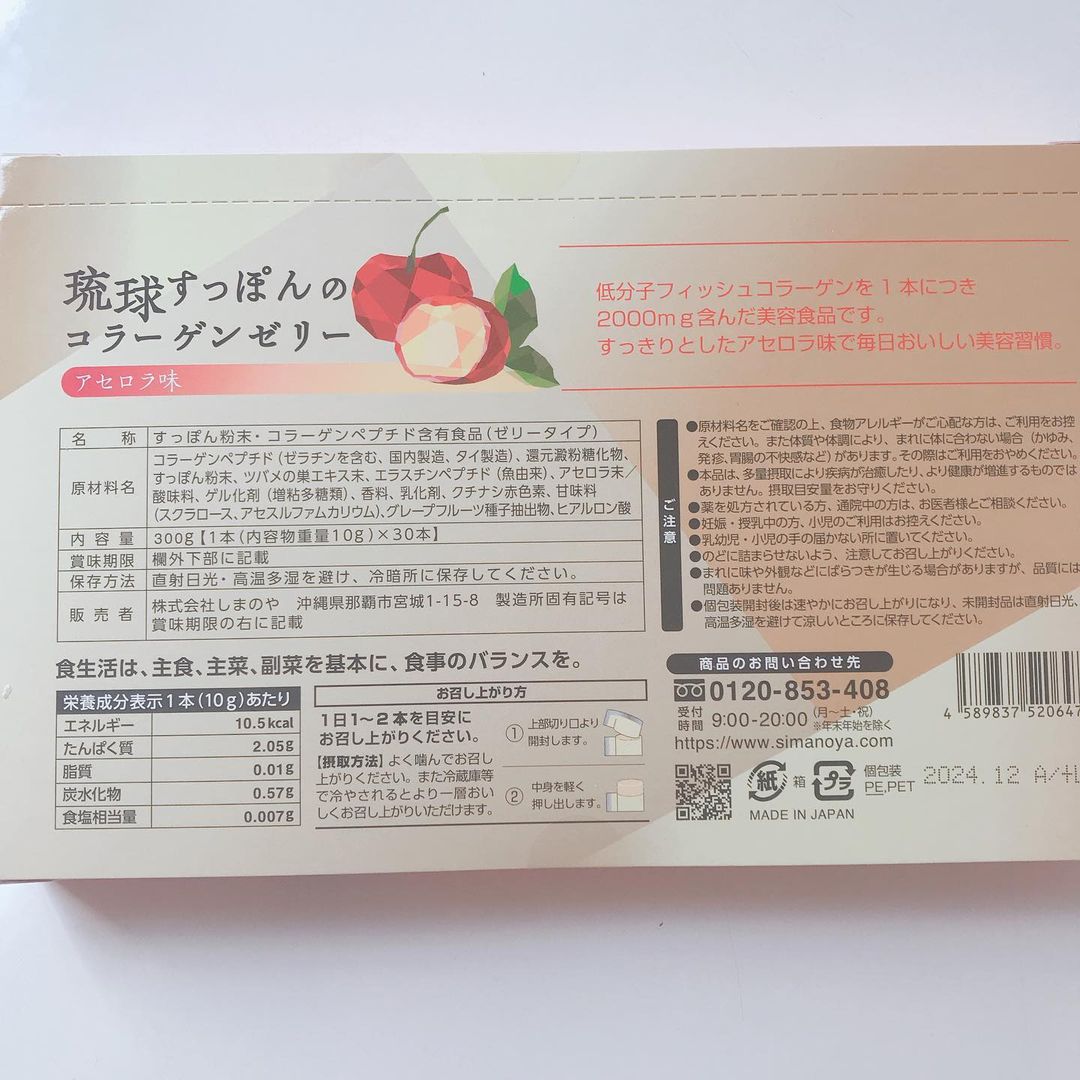 琉球すっぽんの
コラーゲンゼリー
アセロラ味
低分子フィッシュコラーゲンを1本につき
2000mg含んだ美容食品です。
すっきりとしたアセロラ味で毎日おいしい美容習慣。
名 称 すっぽん粉末・コラーゲンペプチド含有食品(ゼリータイプ)
原材料名 コラーゲンペプチド(ゼラチンを含む、国内製造、タイ製造)、還元澱粉糖化物、
すっぽん粉末、ツバメの巣エキス末、エラスチンペプチド(魚由来)、アセロラ末/
酸味料、ゲル化剤(増粘多糖類)、香料、乳化剤、クチナシ赤色素、甘味料
(スクラロース、アセスルファムカリウム)、グレープフルーツ種子抽出物、ヒアルロン酸
内 容 量 300g【1本(内容物重量10g)×30本】
賞味期限 欄外下部に記載
保存方法 直射日光・高温多湿を避け、冷暗所に保存してください。
販 売 者 株式会社しまのや 沖縄県那覇市宮城1-15-8 製造所固有記号は
賞味期限の右に記載
ご注意
●原材料名をご確認の上、食物アレルギーがご心配な方は、ご利用をお控
えください。また体質や体調により、まれに体に合わない場合(かゆみ、
発疹、胃腸の不快感など)があります。その際はご利用をおやめください。
●本品は、多量摂取により疾病が治癒したり、より健康が増進するものでは
ありません。摂取目安量をお守りください。
●薬を処方されている方、通院中の方は、お医者様とご相談ください。
●妊娠・授乳中の方、小児のご利用はお控えください。
●乳幼児・小児の手の届かない所に置いてください。
●のどに詰まらせないよう、注意してお召し上がりください。
●まれに味や外観などにばらつきが生じる場合がありますが、品質には
問題ありません。
●個包装開封後は速やかにお召し上がりになり、未開封品は直射日光、
高温多湿を避けて涼しいところに保存してください。
食生活は、主食、主菜、副菜を基本に、食事のバランスを。
栄養成分表示1本(10g)あたり
エネルギー 10.5kcal
たんぱく質 2.05g
脂質 0.01g
炭水化物 0.57g
食塩相当量 0.007g
お召し上がり方
1日1〜2本を目安に
お召し上がりください。
【摂取方法】よく噛んでお召し
上がりください。また冷蔵庫等
で冷やされるとより一層おい
しくお召し上がりいただけます。
① 上部切り口より
開封します。
② 中身を軽く
押し出します。
商品のお問い合わせ先
0120-853-408
受付時間 9:00-20:00 (月〜土・祝)
※年末年始を除く
https://www.simanoya.com
紙 箱 プラ 個包装
PE,PET
MADE IN JAPAN
4 589837 52064
2024.12 A/4L